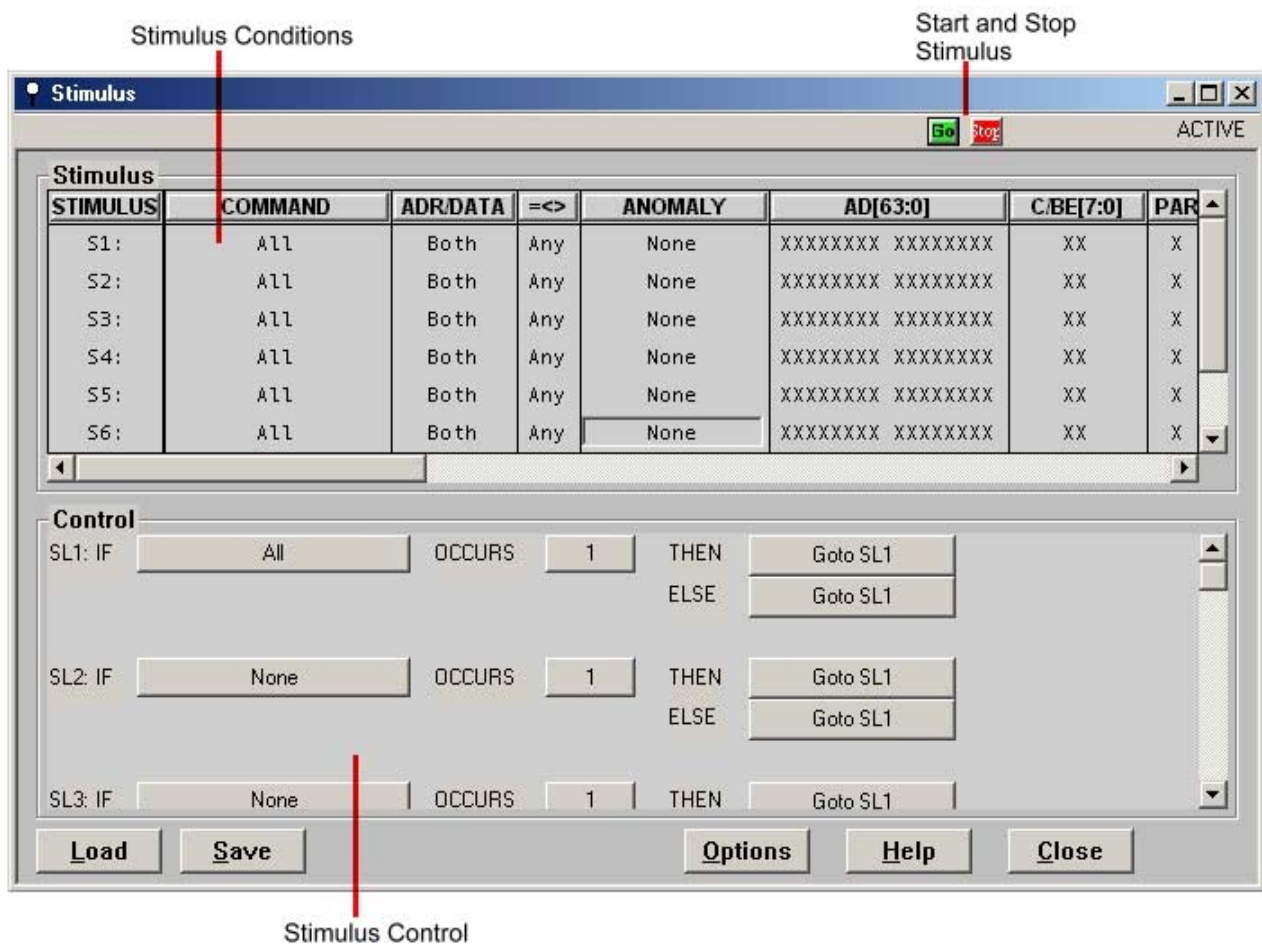 Stimulus Conditions
Start and Stop
Stimulus
Stimulus
Go Stop ACTIVE
Stimulus
STIMULUS COMMAND ADR/DATA =<> ANOMALY AD[63:0] C/BE[7:0] PAR
S1: All Both Any None XXXXXXXX XXXXXXXX XX X
S2: All Both Any None XXXXXXXX XXXXXXXX XX X
S3: All Both Any None XXXXXXXX XXXXXXXX XX X
S4: All Both Any None XXXXXXXX XXXXXXXX XX X
S5: All Both Any None XXXXXXXX XXXXXXXX XX X
S6: All Both Any None XXXXXXXX XXXXXXXX XX X
Control
SL1: IF All OCCURS 1 THEN Goto SL1
ELSE Goto SL1
SL2: IF None OCCURS 1 THEN Goto SL1
ELSE Goto SL1
SL3: IF None OCCURS 1 THEN Goto SL1
Load Save Options Help Close
Stimulus Control